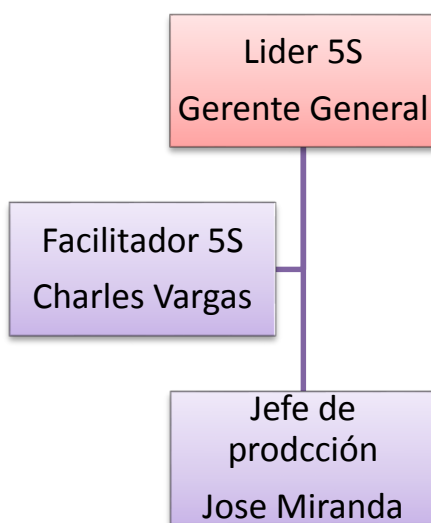 Lider 5S
Gerente General
Facilitador 5S
Charles Vargas
Jefe de
prodcción
Jose Miranda